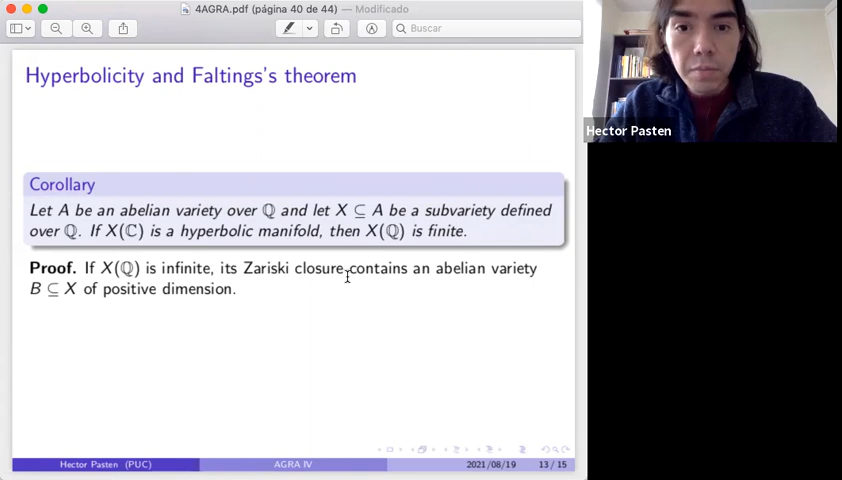 4AGRA.pdf (página 40 de 44) — Modificado
Buscar
Hyperbolicity and Faltings's theorem
Corollary
Let A be an abelian variety over ℚ and let X ⊆ A be a subvariety defined
over ℚ. If X(ℂ) is a hyperbolic manifold, then X(ℚ) is finite.
Proof. If X(ℚ) is infinite, its Zariski closure contains an abelian variety
B ⊆ X of positive dimension.
Hector Pasten (PUC) AGRA IV 2021/08/19 13 / 15
Hector Pasten